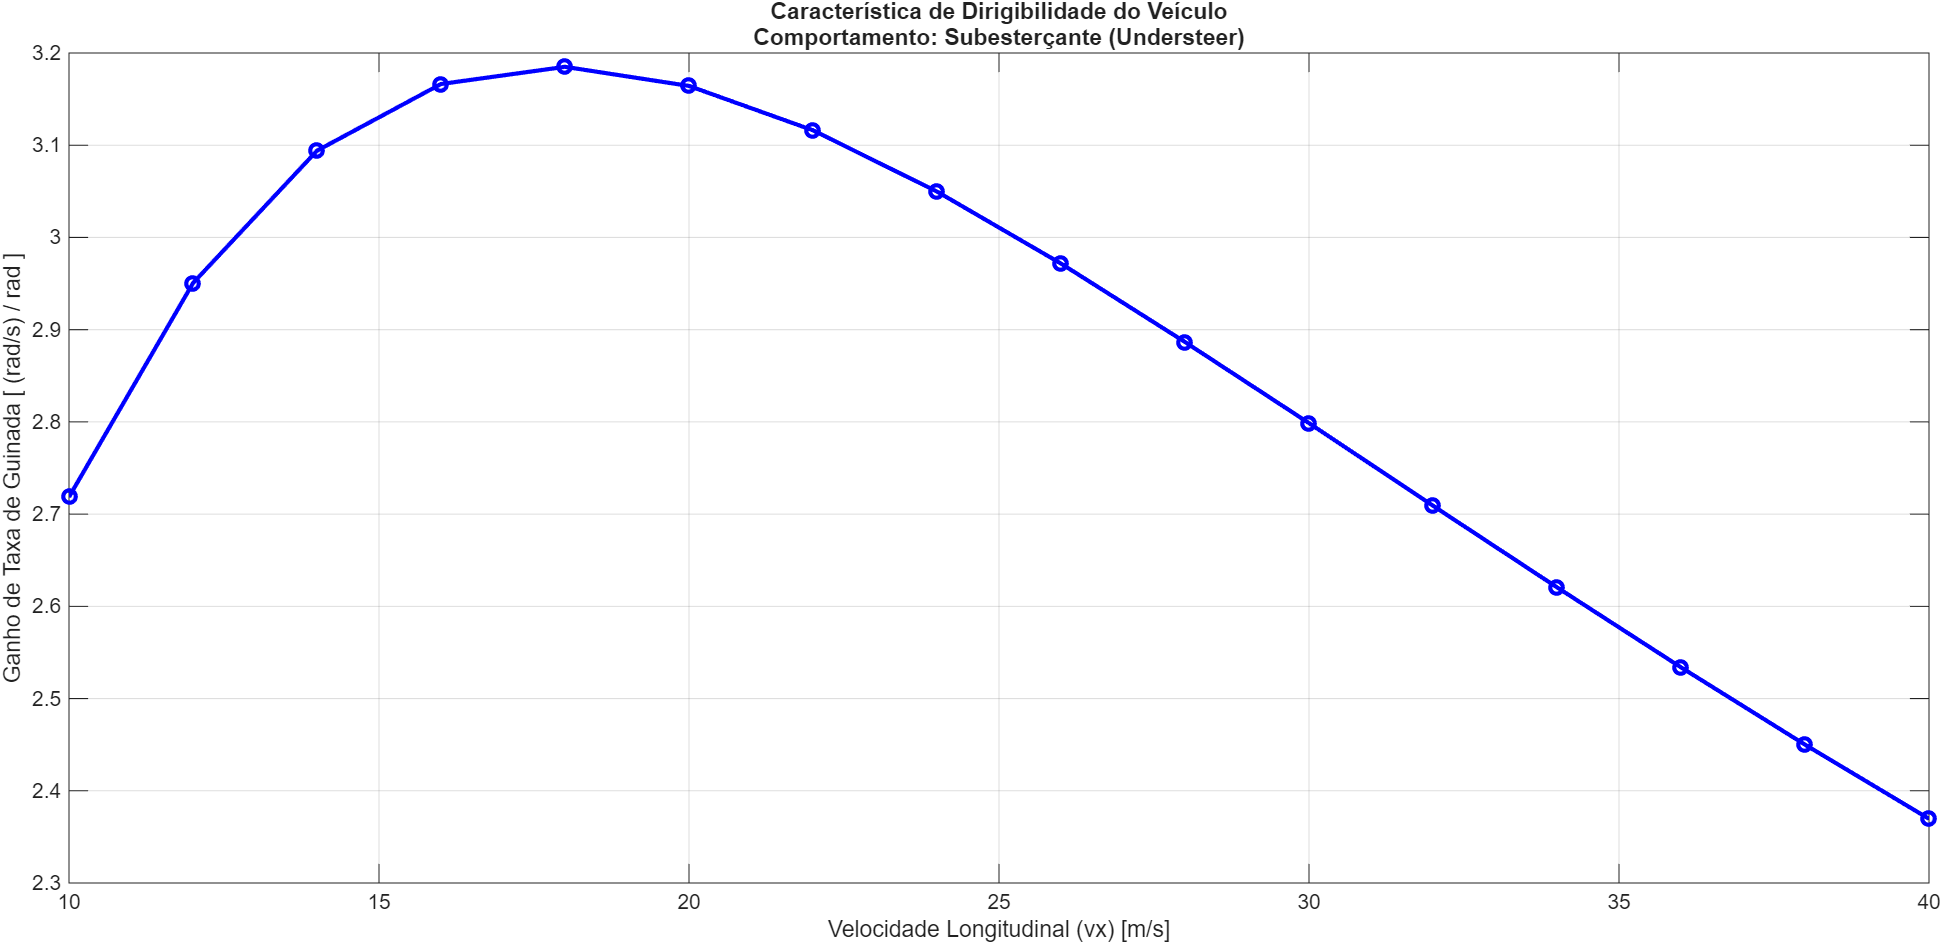 Característica de Dirigibilidade do Veículo
Comportamento: Subesterçante (Understeer)
Ganho de Taxa de Guinada [ (rad/s) / rad ]
3.2
3.1
3
2.9
2.8
2.7
2.6
2.5
2.4
2.3
10 15 20 25 30 35 40
Velocidade Longitudinal (vx) [m/s]